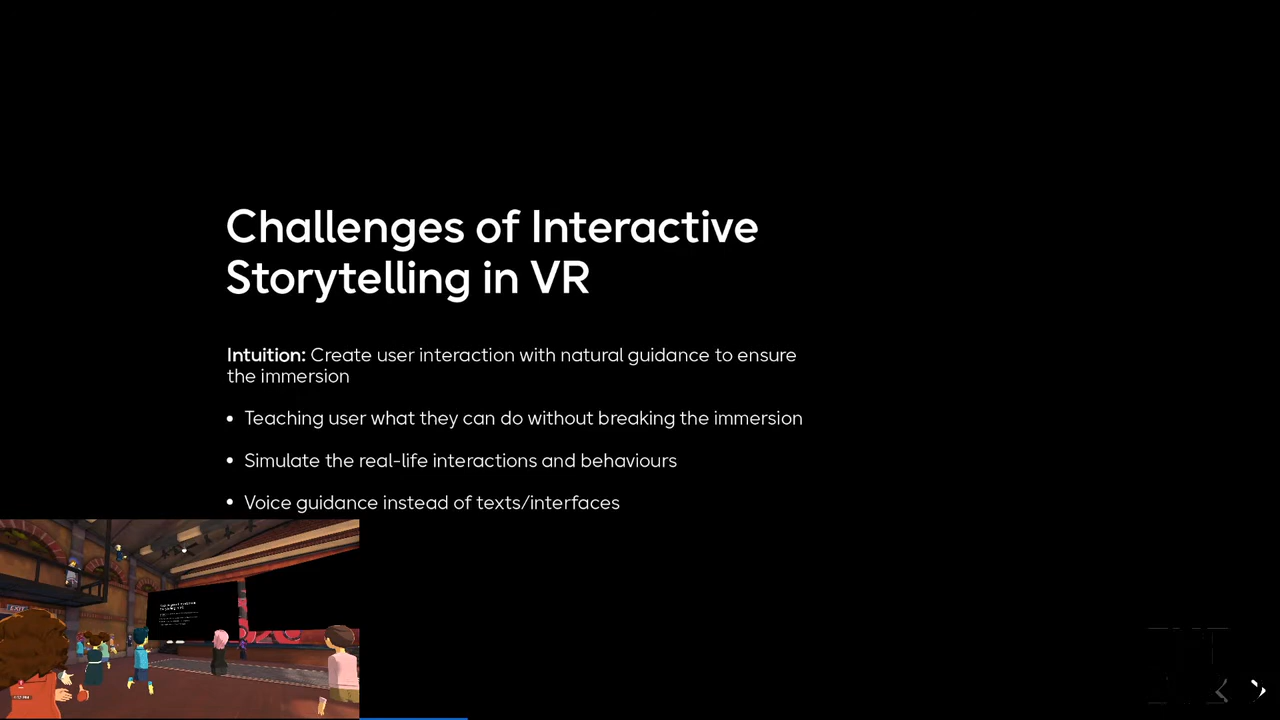 Challenges of Interactive
Storytelling in VR
Intuition: Create user interaction with natural guidance to ensure
the immersion
• Teaching user what they can do without breaking the immersion
• Simulate the real-life interactions and behaviours
• Voice guidance instead of texts/interfaces
EXIT